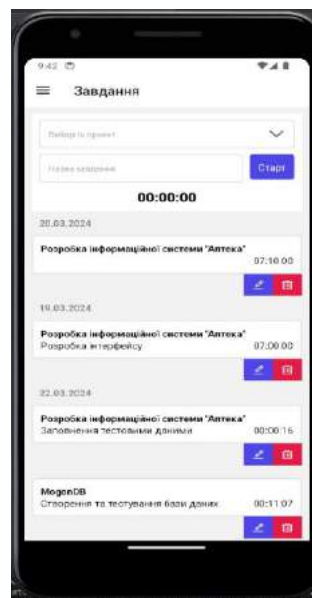 9:42
Завдання
Виберіть проект
Назва завдання
Старт
00:00:00
20.03.2024
Розробка інформаційної системи "Аптека"
07:10:00
19.03.2024
Розробка інформаційної системи "Аптека"
Розробка інтерфейсу
07:00:00
22.03.2024
Розробка інформаційної системи "Аптека"
Заповнення тестовими даними
00:00:16
MogonDB
Створення та тестування бази даних
00:11:07